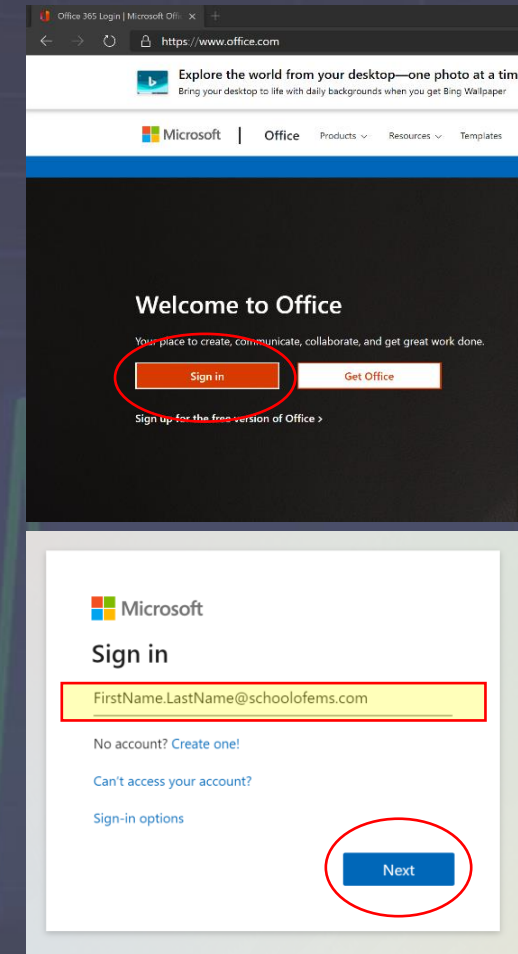 Office 365 Login | Microsoft Offi
https://www.office.com
Explore the world from your desktop—one photo at a tim
Bring your desktop to life with daily backgrounds when you get Bing Wallpaper
Microsoft | Office Products Resources Templates
Welcome to Office
Your place to create, communicate, collaborate, and get great work done.
Sign in Get Office
Sign up for the free version of Office >
Microsoft
Sign in
FirstName.LastName@schoolofems.com
No account? Create one!
Can't access your account?
Sign-in options
Next